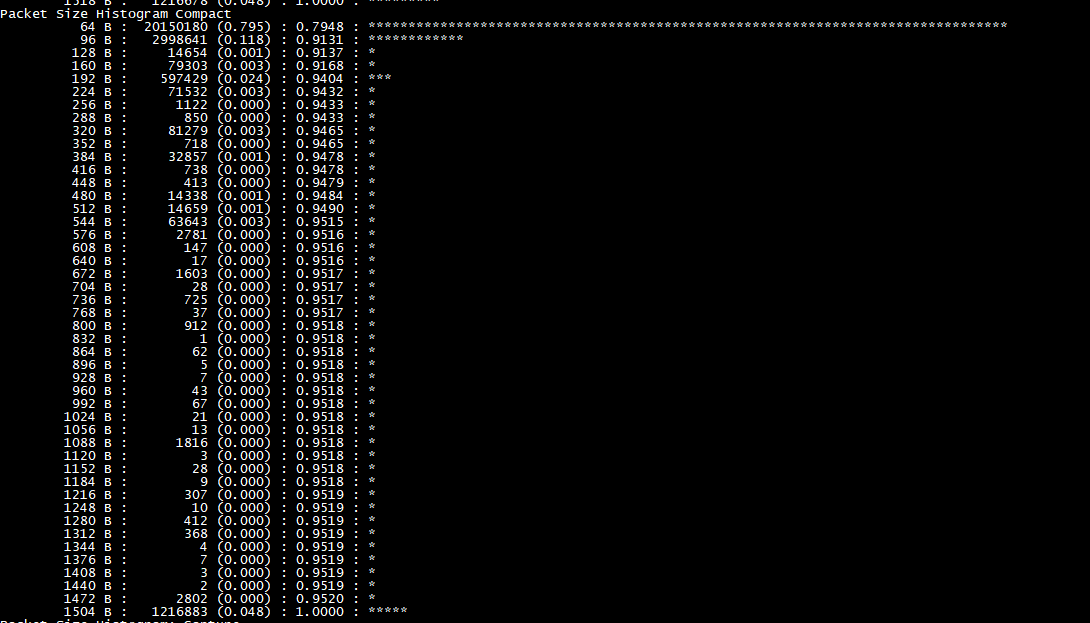 1518 B : 1216678 (0.048) : 1.0000 : *********
Packet Size Histogram Compact
64 B : 20150180 (0.795) : 0.7948 : ********************************************************************************
96 B : 2998641 (0.118) : 0.9131 : ************
128 B : 14654 (0.001) : 0.9137 : *
160 B : 79303 (0.003) : 0.9168 : *
192 B : 597429 (0.024) : 0.9404 : ***
224 B : 71532 (0.003) : 0.9432 : *
256 B : 1122 (0.000) : 0.9433 : *
288 B : 850 (0.000) : 0.9433 : *
320 B : 81279 (0.003) : 0.9465 : *
352 B : 718 (0.000) : 0.9465 : *
384 B : 32857 (0.001) : 0.9478 : *
416 B : 738 (0.000) : 0.9478 : *
448 B : 413 (0.000) : 0.9479 : *
480 B : 14338 (0.001) : 0.9484 : *
512 B : 14659 (0.001) : 0.9490 : *
544 B : 63643 (0.003) : 0.9515 : *
576 B : 2781 (0.000) : 0.9516 : *
608 B : 147 (0.000) : 0.9516 : *
640 B : 17 (0.000) : 0.9516 : *
672 B : 1603 (0.000) : 0.9517 : *
704 B : 28 (0.000) : 0.9517 : *
736 B : 725 (0.000) : 0.9517 : *
768 B : 37 (0.000) : 0.9517 : *
800 B : 912 (0.000) : 0.9518 : *
832 B : 1 (0.000) : 0.9518 : *
864 B : 62 (0.000) : 0.9518 : *
896 B : 5 (0.000) : 0.9518 : *
928 B : 7 (0.000) : 0.9518 : *
960 B : 43 (0.000) : 0.9518 : *
992 B : 67 (0.000) : 0.9518 : *
1024 B : 21 (0.000) : 0.9518 : *
1056 B : 13 (0.000) : 0.9518 : *
1088 B : 1816 (0.000) : 0.9518 : *
1120 B : 3 (0.000) : 0.9518 : *
1152 B : 28 (0.000) : 0.9518 : *
1184 B : 9 (0.000) : 0.9518 : *
1216 B : 307 (0.000) : 0.9519 : *
1248 B : 10 (0.000) : 0.9519 : *
1280 B : 412 (0.000) : 0.9519 : *
1312 B : 368 (0.000) : 0.9519 : *
1344 B : 4 (0.000) : 0.9519 : *
1376 B : 7 (0.000) : 0.9519 : *
1408 B : 3 (0.000) : 0.9519 : *
1440 B : 2 (0.000) : 0.9519 : *
1472 B : 2802 (0.000) : 0.9520 : *
1504 B : 1216883 (0.048) : 1.0000 : *****